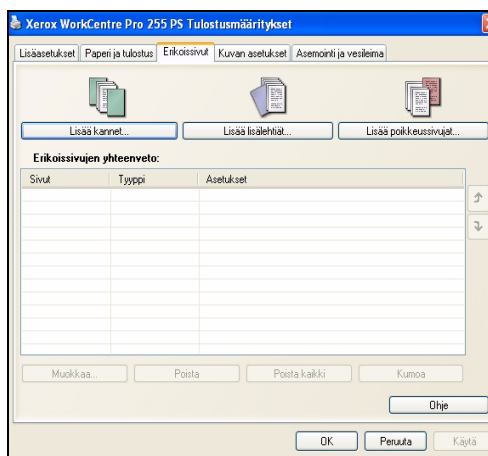 Xerox WorkCentre Pro 255 PS Tulostusmääritykset
Lisäasetukset Paperi ja tulostus Erikoissivut Kuvan asetukset Asemointi ja vesileima
Lisää kannet... Lisää lisälehtiä... Lisää poikkeussivujat...
Erikoissivujen yhteenveto:
Sivut Tyyppi Asetukset
Muokkaa... Poista Poista kaikki Kumoa
Ohje
OK Peruuta Käytä